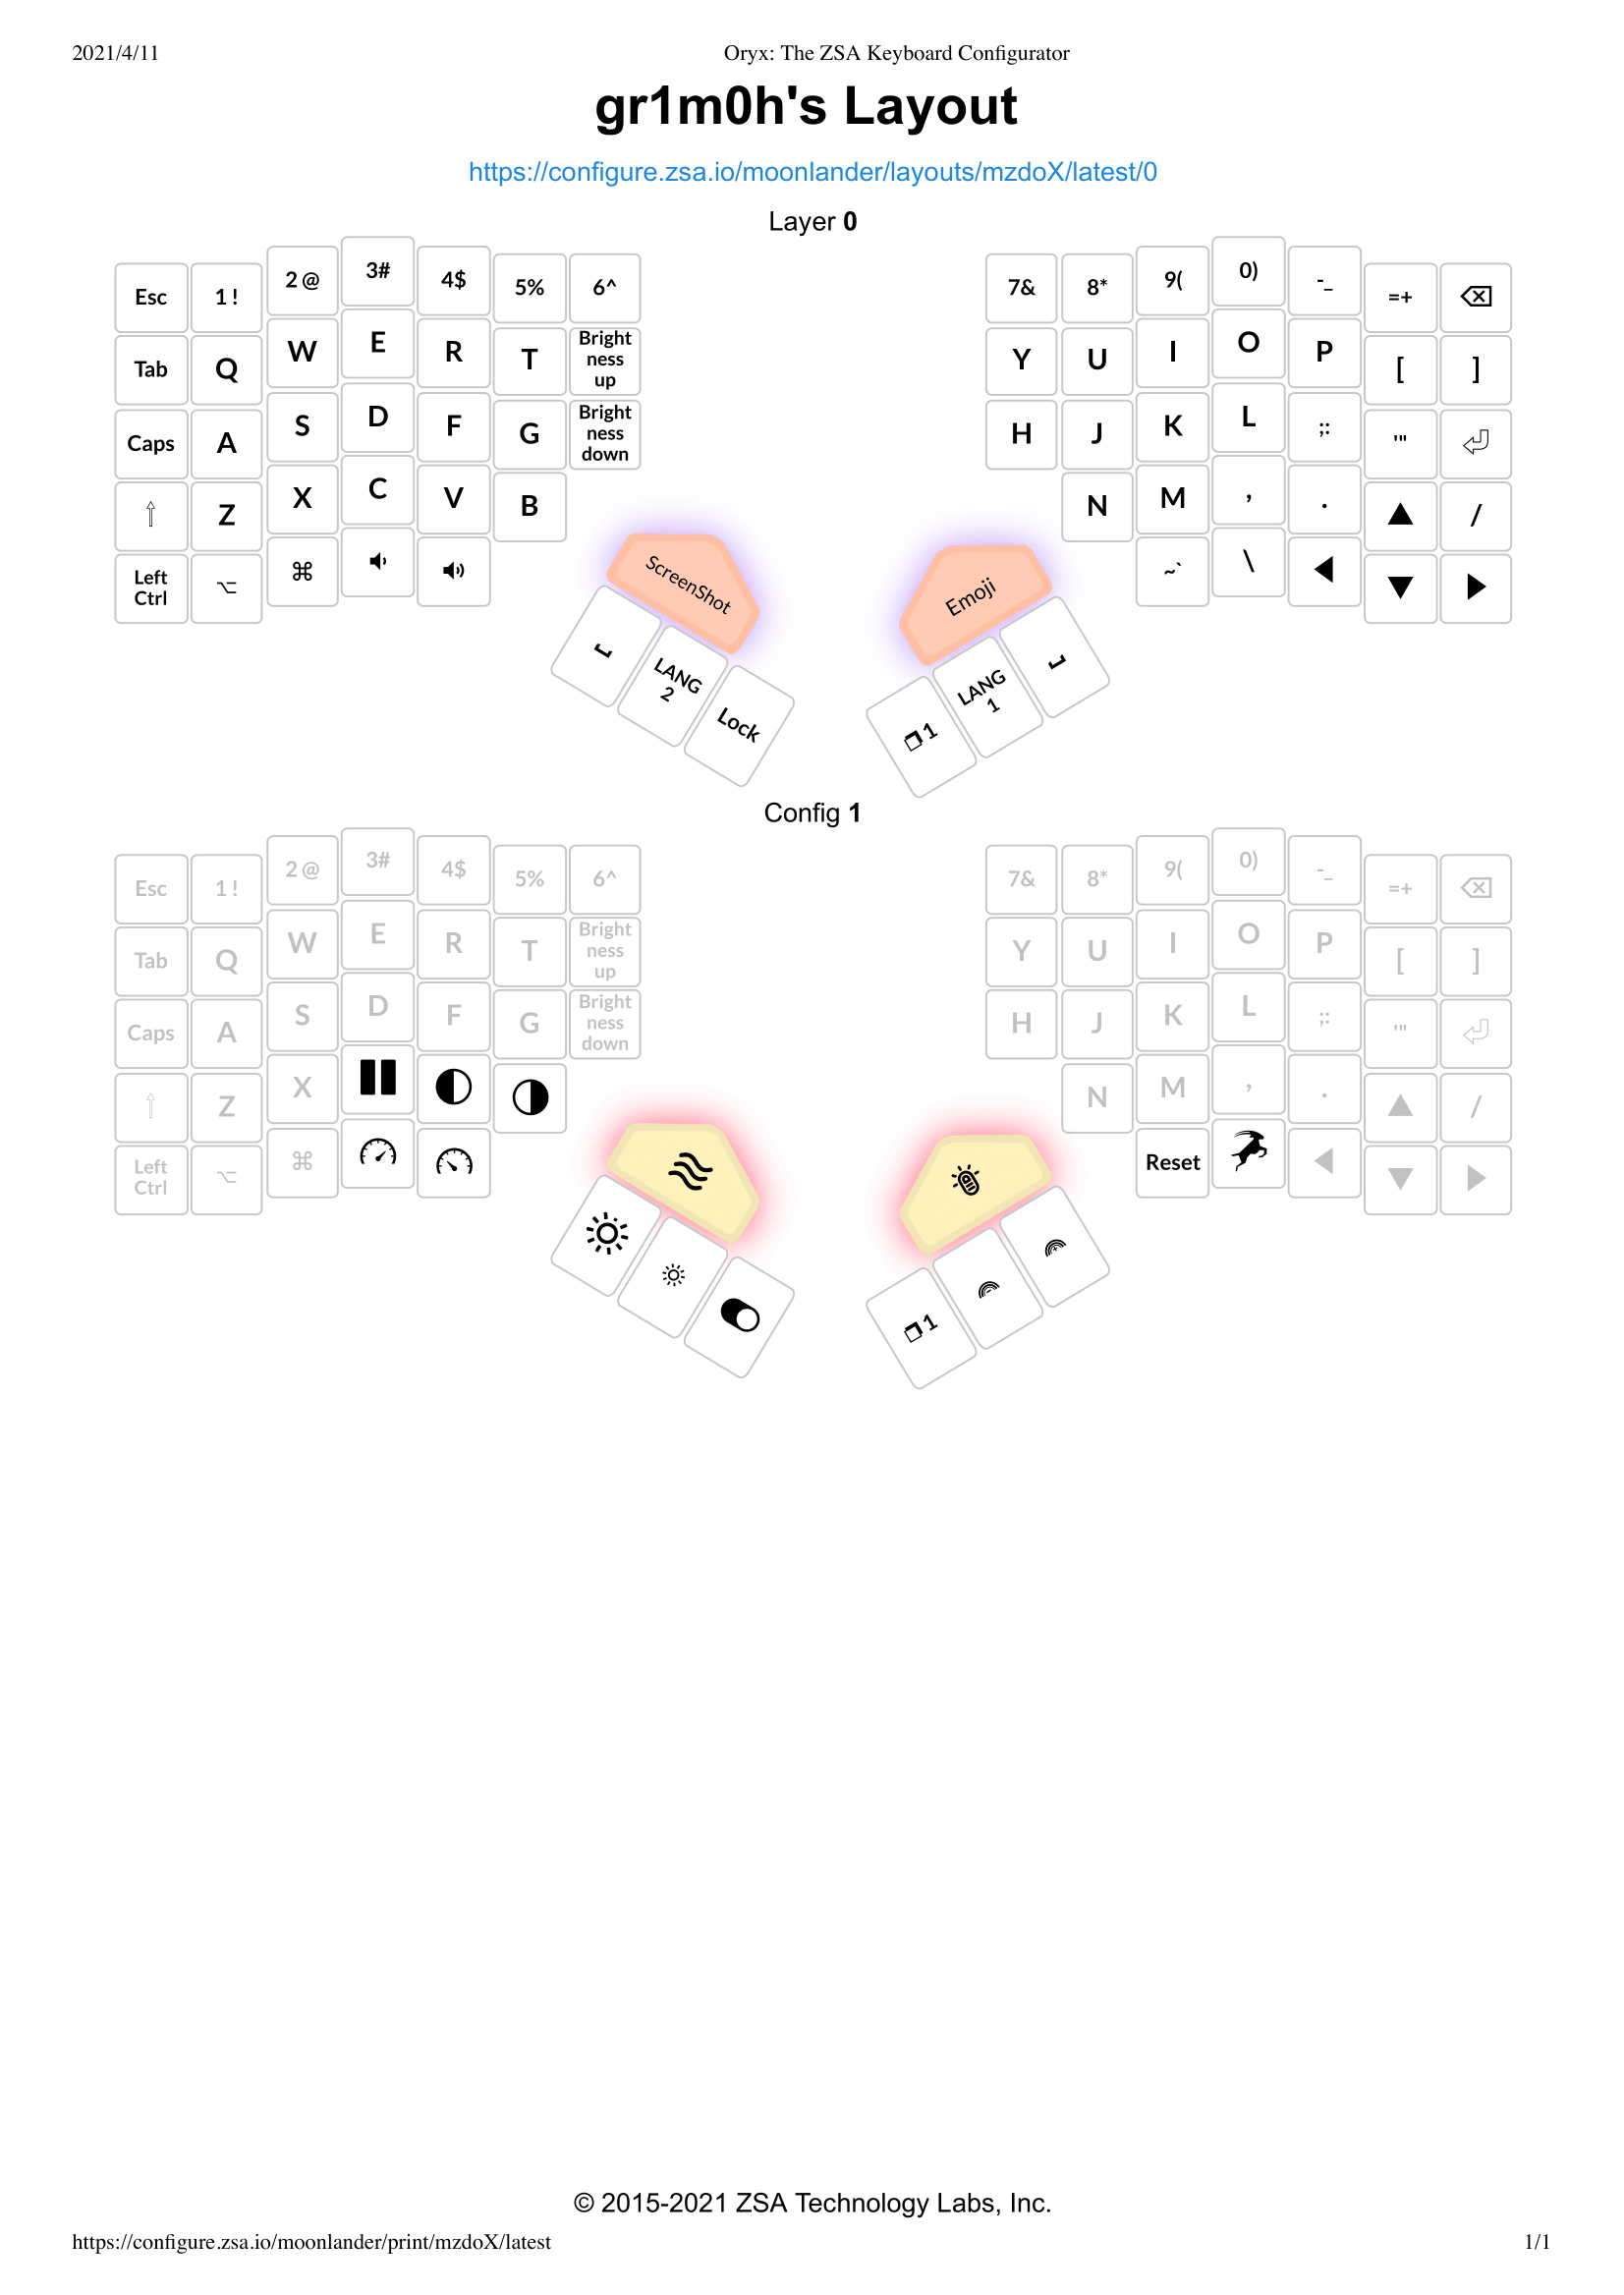 2021/4/11 Oryx: The ZSA Keyboard Configurator
gr1m0h's Layout
https://configure.zsa.io/moonlander/layouts/mzdoX/latest/0
Layer 0
Esc 1 ! 2 @ 3# 4$ 5% 6^ 7& 8* 9( 0) -_ =+
Tab Q W E R T Bright ness up Y U I O P [ ]
Caps A S D F G Bright ness down H J K L ;: '"
Z X C V B N M , . ▲ /
Left Ctrl ⌥ ⌘ ~` \ ◀ ▼ ▶
ScreenShot Emoji
LANG 2 Lock 1 LANG 1
Config 1
Esc 1 ! 2 @ 3# 4$ 5% 6^ 7& 8* 9( 0) -_ =+
Tab Q W E R T Bright ness up Y U I O P [ ]
Caps A S D F G Bright ness down H J K L ;: '"
Z X N M , . ▲ /
Left Ctrl ⌥ ⌘ Reset ◀ ▼ ▶
1
© 2015-2021 ZSA Technology Labs, Inc.
https://configure.zsa.io/moonlander/print/mzdoX/latest 1/1